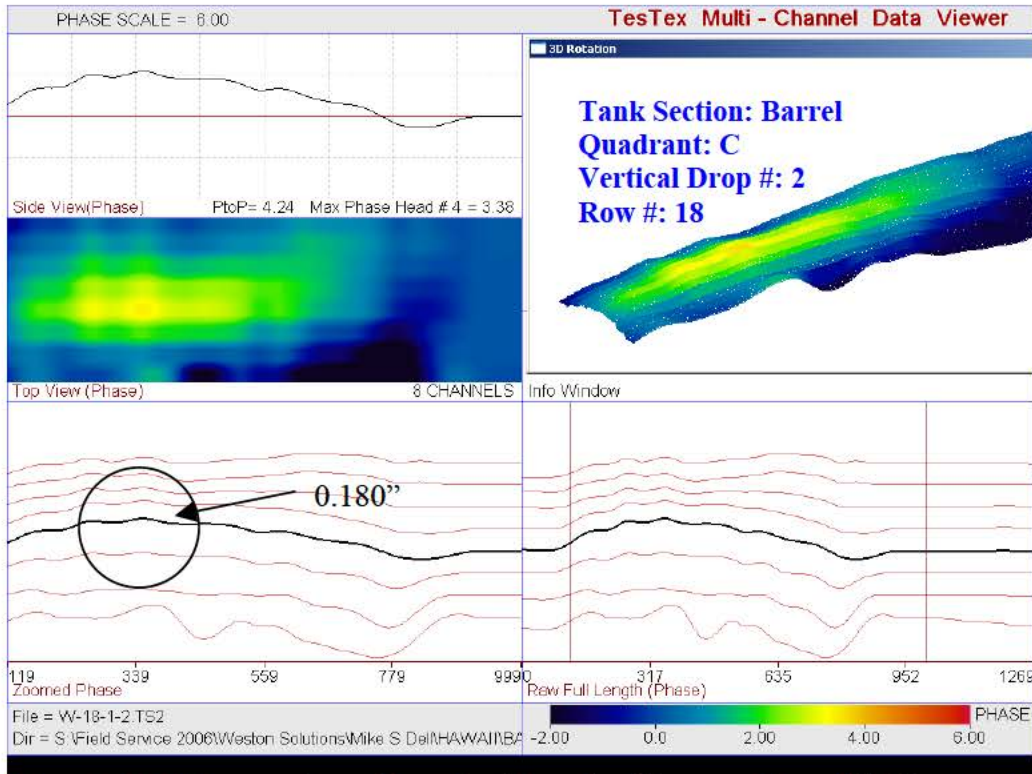 PHASE SCALE = 6.00
TesTex Multi - Channel Data Viewer
3D Rotation
Tank Section: Barrel
Quadrant: C
Vertical Drop #: 2
Row #: 18
Side View(Phase) PtoP= 4.24 Max Phase Head # 4 = 3.38
Top View (Phase) 8 CHANNELS
Info Window
0.180”
119 339 559 779 999
Zoomed Phase
0 317 635 952 1269
Raw Full Length (Phase)
File = W-18-1-2.TS2
Dir = S:\Field Service 2006\Weston Solutions\Mike S Dell\HAWAII\BA
PHASE
-2.00 0.0 2.00 4.00 6.00